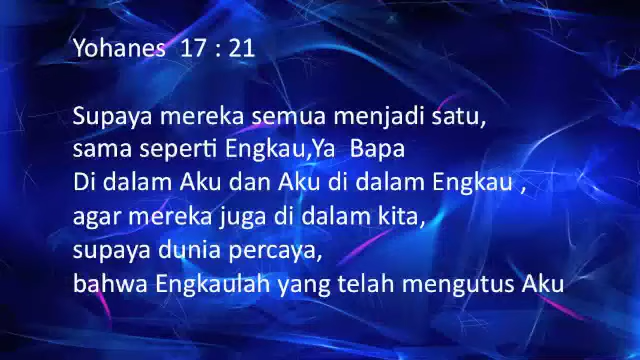 Yohanes  17 : 21
Supaya mereka semua menjadi satu,
sama seperti Engkau,Ya  Bapa
Di dalam Aku dan Aku di dalam Engkau ,
agar mereka juga di dalam kita,
supaya dunia percaya,
bahwa Engkaulah yang telah mengutus Aku